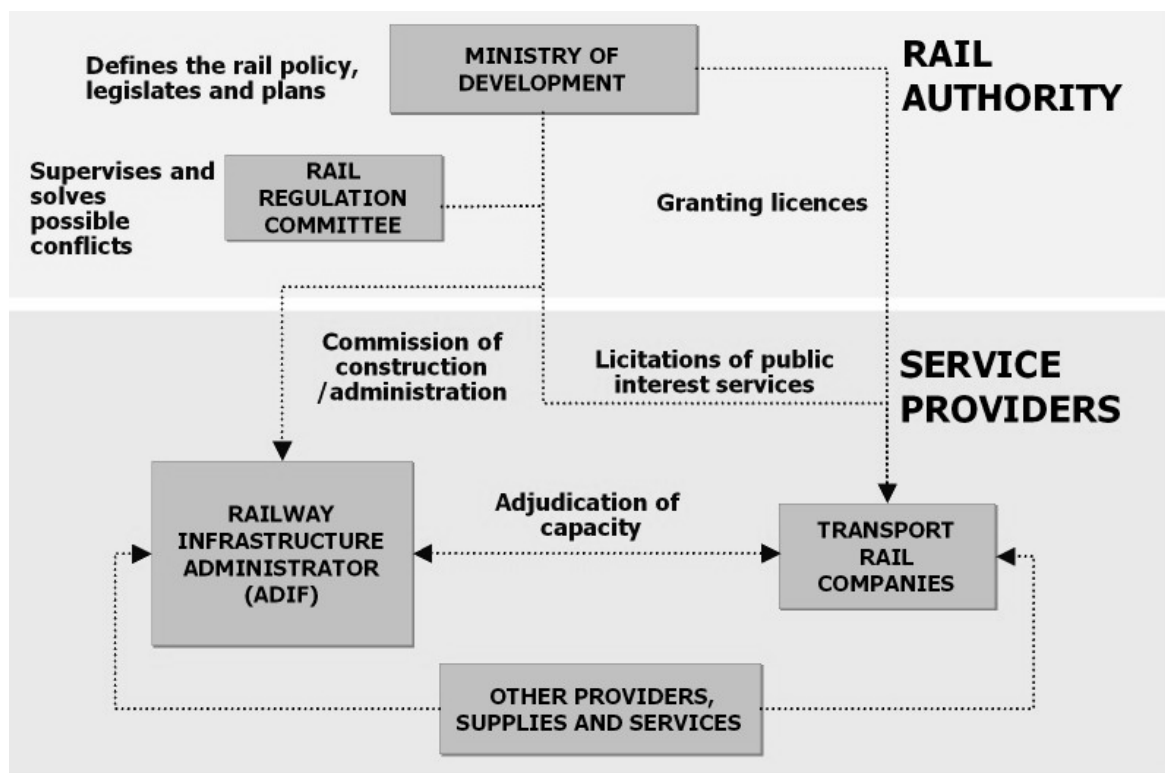 MINISTRY OF
DEVELOPMENT
RAIL
AUTHORITY
Defines the rail policy,
legislates and plans
Supervises and
solves
possible
conflicts
RAIL
REGULATION
COMMITTEE
Granting licences
Commission of
construction
/administration
Licitations of public
interest services
SERVICE
PROVIDERS
RAILWAY
INFRASTRUCTURE
ADMINISTRATOR
(ADIF)
Adjudication of
capacity
TRANSPORT
RAIL
COMPANIES
OTHER PROVIDERS,
SUPPLIES AND SERVICES